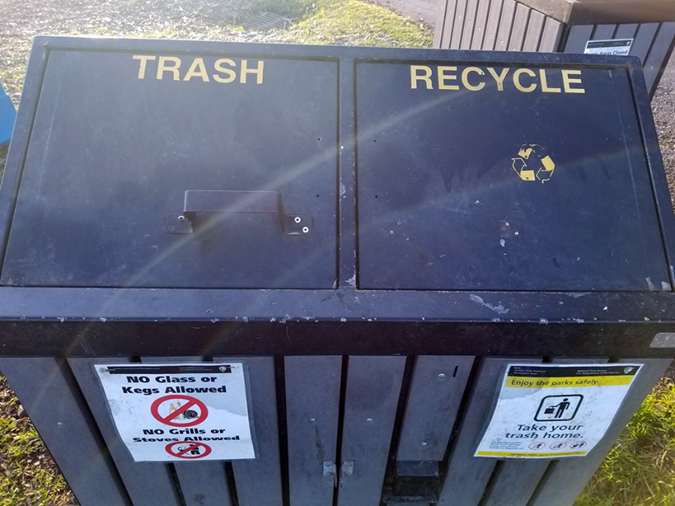 TRASH
RECYCLE
NO Glass or
Kegs Allowed
NO Grills or
Stoves Allowed
Enjoy the parks safely.
Take your
trash home.